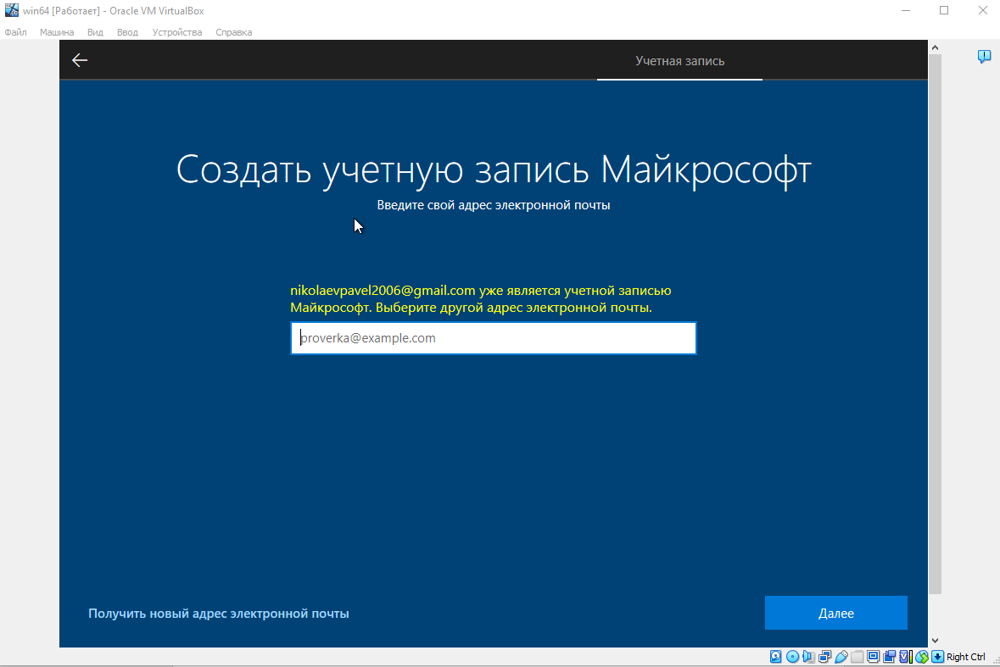 win64 [Работает] - Oracle VM VirtualBox
Файл Машина Вид Ввод Устройства Справка
Учетная запись
Создать учетную запись Майкрософт
Введите свой адрес электронной почты
nikolaevpavel2006@gmail.com уже является учетной записью
Майкрософт. Выберите другой адрес электронной почты.
proverka@example.com
Получить новый адрес электронной почты
Далее
Right Ctrl